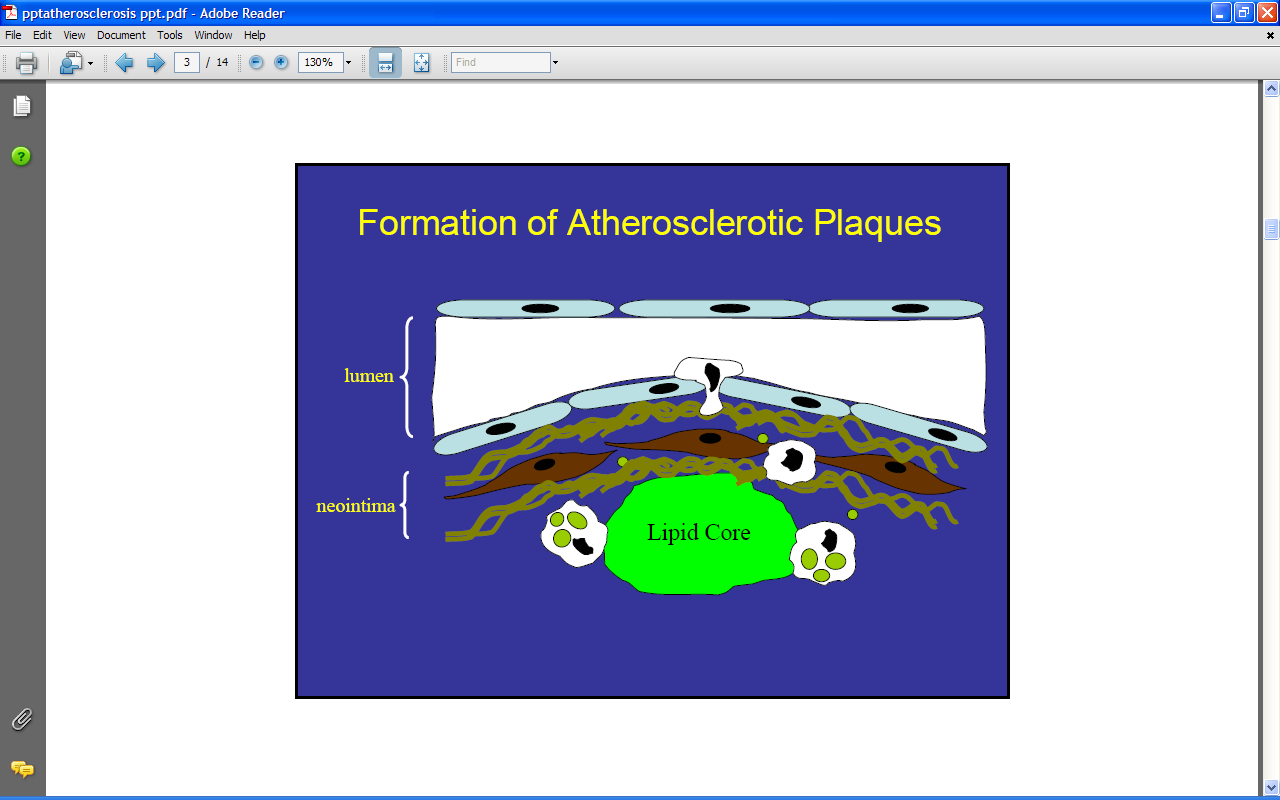 pptatherosclerosis ppt.pdf - Adobe Reader
File Edit View Document Tools Window Help
3 / 14 130% Find
Formation of Atherosclerotic Plaques
lumen
neointima
Lipid Core